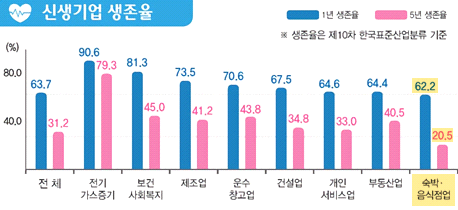 신생기업 생존율
1년 생존율 5년 생존율
※ 생존율은 제10차 한국표준산업분류 기준
(%)
80,0
40,0
63,7 31,2
90,6 79,3
81,3 45,0
73,5 41,2
70,6 43,8
67,5 34,8
64,6 33,0
64,4 40,5
62,2 20,5
전 체
전기
가스증기
보건
사회복지
제조업
운수
창고업
건설업
개인
서비스업
부동산업
숙박·
음식점업